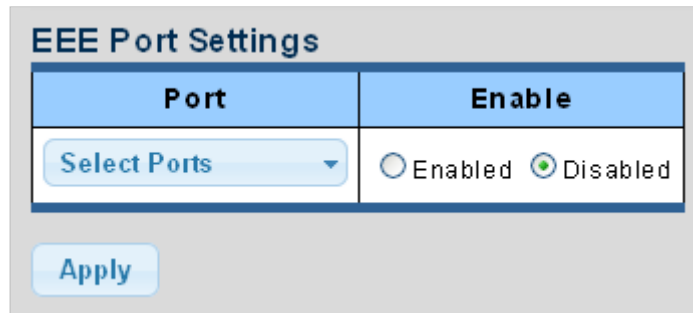 EEE Port Settings
Port Enable
Select Ports Enabled Disabled
Apply